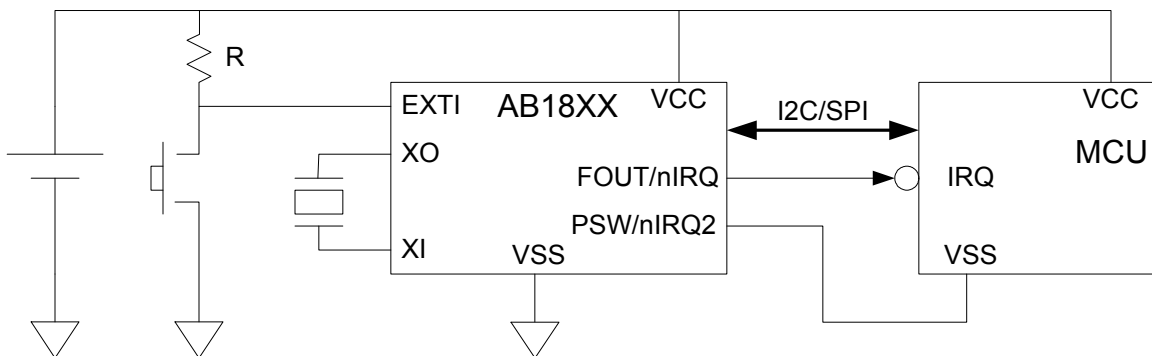 R
EXTI
AB18XX
VCC
I2C/SPI
VCC
XO
MCU
FOUT/nIRQ
IRQ
PSW/nIRQ2
XI
VSS
VSS